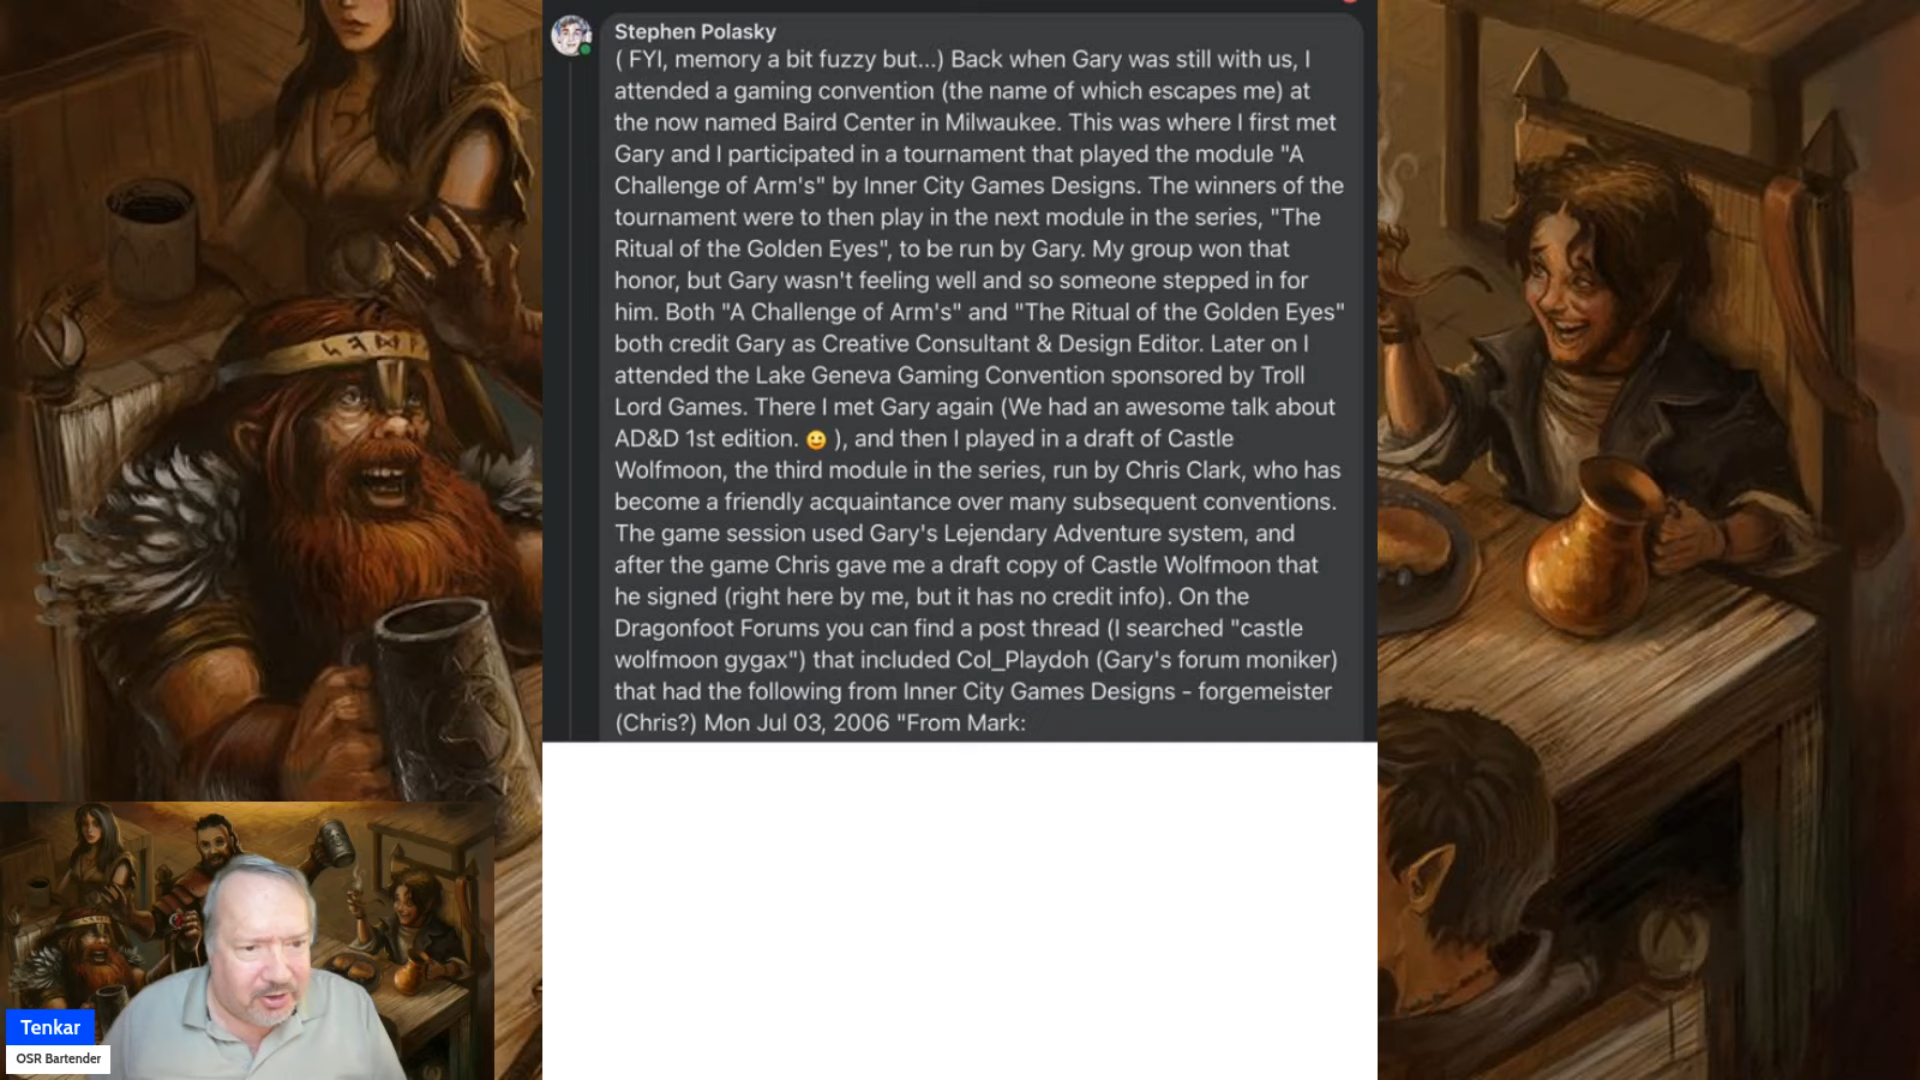 Stephen Polasky
( FYI, memory a bit fuzzy but...) Back when Gary was still with us, I
attended a gaming convention (the name of which escapes me) at
the now named Baird Center in Milwaukee. This was where I first met
Gary and I participated in a tournament that played the module "A
Challenge of Arm's" by Inner City Games Designs. The winners of the
tournament were to then play in the next module in the series, "The
Ritual of the Golden Eyes", to be run by Gary. My group won that
honor, but Gary wasn't feeling well and so someone stepped in for
him. Both "A Challenge of Arm's" and "The Ritual of the Golden Eyes"
both credit Gary as Creative Consultant & Design Editor. Later on I
attended the Lake Geneva Gaming Convention sponsored by Troll
Lord Games. There I met Gary again (We had an awesome talk about
AD&D 1st edition. 😀 ), and then I played in a draft of Castle
Wolfmoon, the third module in the series, run by Chris Clark, who has
become a friendly acquaintance over many subsequent conventions.
The game session used Gary's Lejendary Adventure system, and
after the game Chris gave me a draft copy of Castle Wolfmoon that
he signed (right here by me, but it has no credit info). On the
Dragonfoot Forums you can find a post thread (I searched "castle
wolfmoon gygax") that included Col_Playdoh (Gary's forum moniker)
that had the following from Inner City Games Designs - forgemeister
(Chris?) Mon Jul 03, 2006 "From Mark:
Tenkar
OSR Bartender